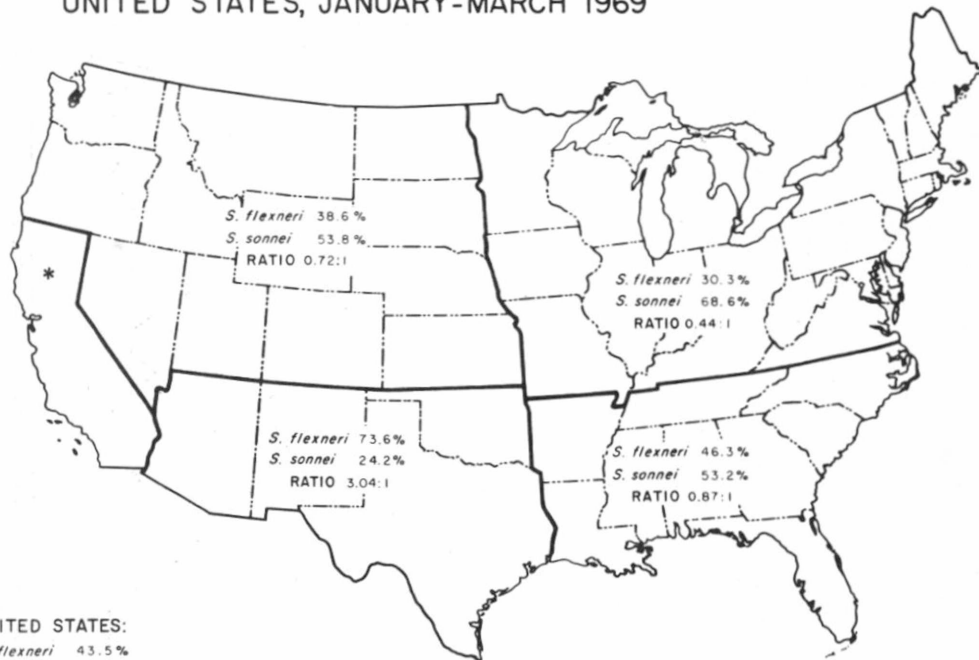 UNITED STATES, JANUARY-MARCH 1969
S. flexneri 38.6%
S. sonnei 53.8%
RATIO 0.72:1
*
S. flexneri 30.3%
S. sonnei 68.6%
RATIO 0.44:1
S. flexneri 73.6%
S. sonnei 24.2%
RATIO 3.04:1
S. flexneri 46.3%
S. sonnei 53.2%
RATIO 0.87:1
ITED STATES:
flexneri 43.5%